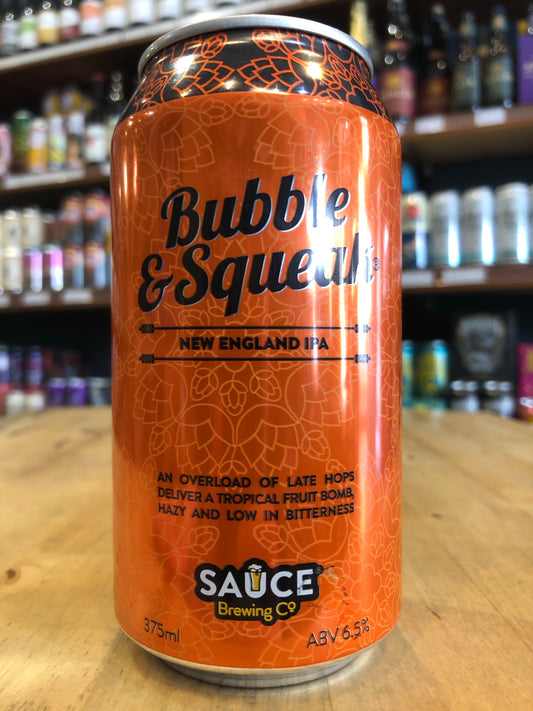 Bubble
& Squeak®
NEW ENGLAND IPA
AN OVERLOAD OF LATE HOPS
DELIVER A TROPICAL FRUIT BOMB,
HAZY AND LOW IN BITTERNESS
SAUCE®
Brewing Co
375ml
ABV 6.5%